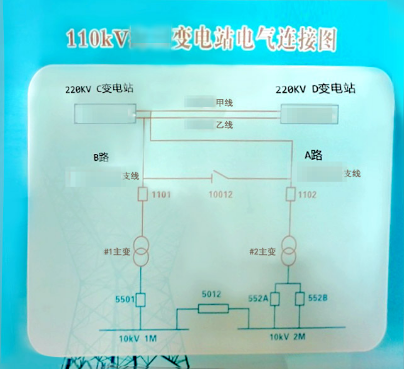 110kV 变电站电气连接图
220KV C变电站
220KV D变电站
甲线
乙线
B路
A路
支线
支线
1101
10012
1102
#1主变
#2主变
5501
5012
552A
552B
10kV 1M
10kV 2M